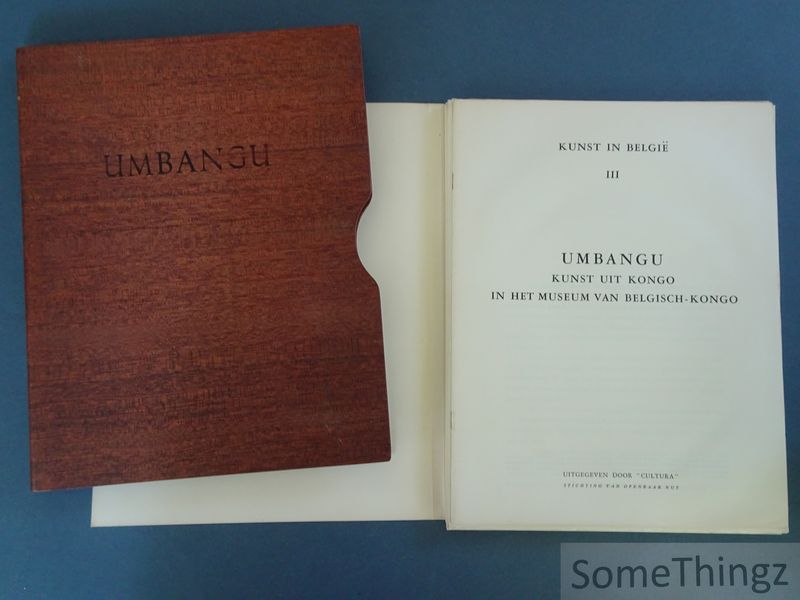 UMBANGU
KUNST IN BELGIË
III
UMBANGU
KUNST UIT KONGO
IN HET MUSEUM VAN BELGISCH-KONGO
UITGEGEVEN DOOR "CULTURA"
STICHTING VAN OPENBAAR NUT
SomeThingz